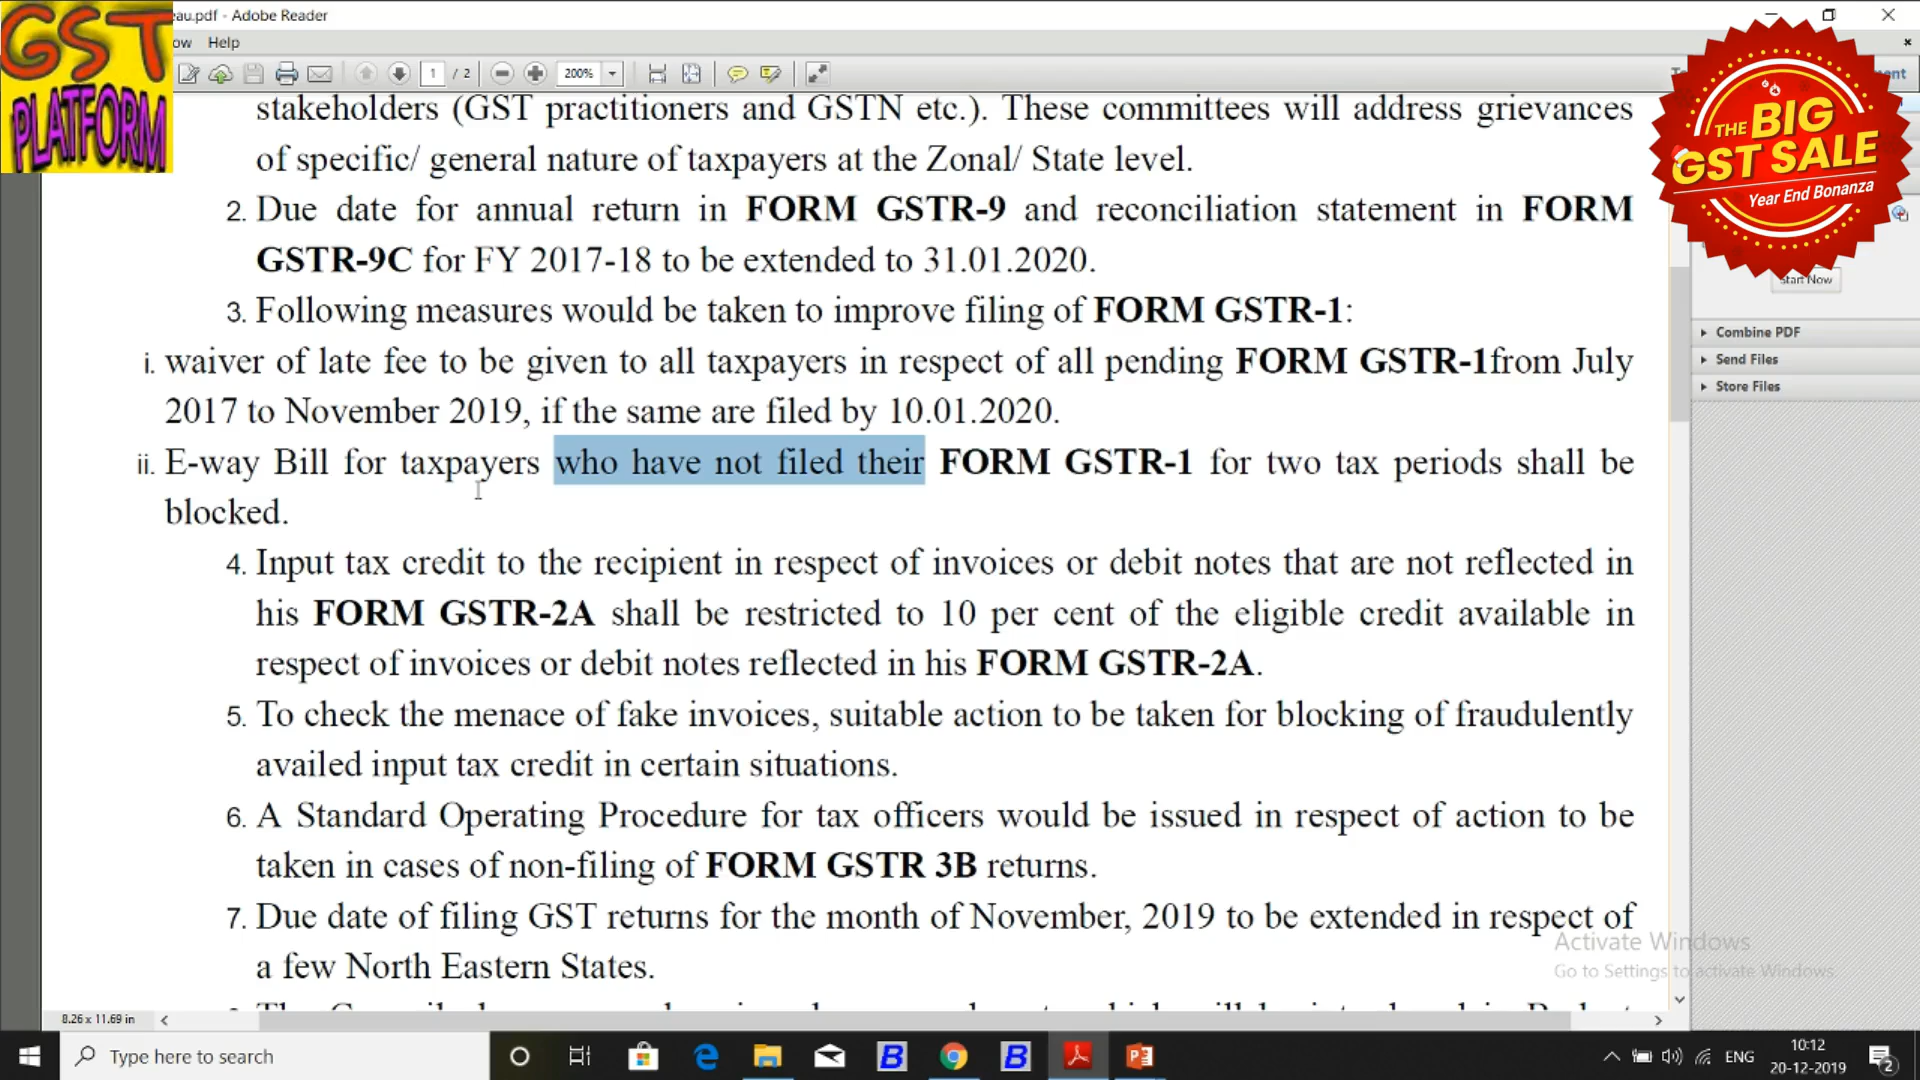 GST
PLATFORM
eau.pdf - Adobe Reader
ow Help
1 / 2 200%
THE BIG
GST SALE
Year End Bonanza
ent
Start Now
Combine PDF
Send Files
Store Files
stakeholders (GST practitioners and GSTN etc.). These committees will address grievances
of specific/ general nature of taxpayers at the Zonal/ State level.
2. Due date for annual return in FORM GSTR-9 and reconciliation statement in FORM
GSTR-9C for FY 2017-18 to be extended to 31.01.2020.
3. Following measures would be taken to improve filing of FORM GSTR-1:
i. waiver of late fee to be given to all taxpayers in respect of all pending FORM GSTR-1from July
2017 to November 2019, if the same are filed by 10.01.2020.
ii. E-way Bill for taxpayers who have not filed their FORM GSTR-1 for two tax periods shall be
blocked.
4. Input tax credit to the recipient in respect of invoices or debit notes that are not reflected in
his FORM GSTR-2A shall be restricted to 10 per cent of the eligible credit available in
respect of invoices or debit notes reflected in his FORM GSTR-2A.
5. To check the menace of fake invoices, suitable action to be taken for blocking of fraudulently
availed input tax credit in certain situations.
6. A Standard Operating Procedure for tax officers would be issued in respect of action to be
taken in cases of non-filing of FORM GSTR 3B returns.
7. Due date of filing GST returns for the month of November, 2019 to be extended in respect of
a few North Eastern States.
Activate Windows
Go to Settings to activate Windows.
8.26 x 11.69 in
Type here to search
ENG
10:12
20-12-2019
2